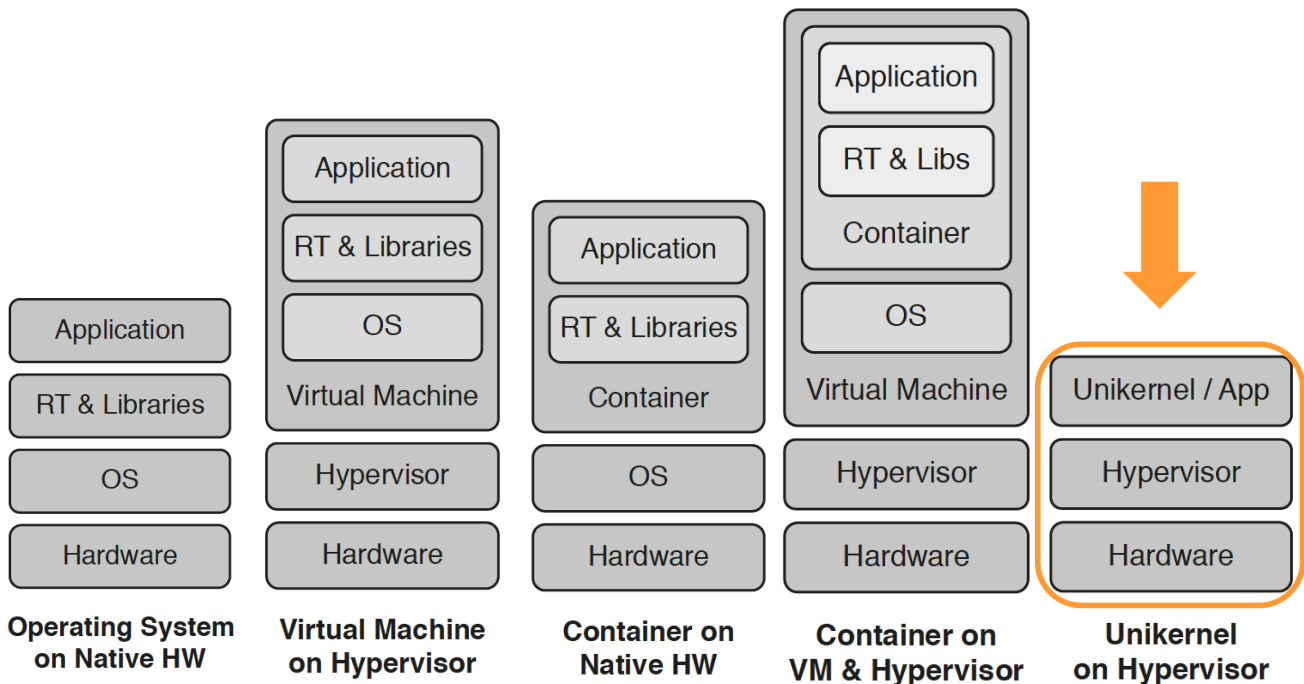 Application
RT & Libraries
OS
Hardware
Operating System
on Native HW
Application
RT & Libraries
OS
Virtual Machine
Hypervisor
Hardware
Virtual Machine
on Hypervisor
Application
RT & Libraries
Container
OS
Hardware
Container on
Native HW
Application
RT & Libs
Container
OS
Virtual Machine
Hypervisor
Hardware
Container on
VM & Hypervisor
Unikernel / App
Hypervisor
Hardware
Unikernel
on Hypervisor